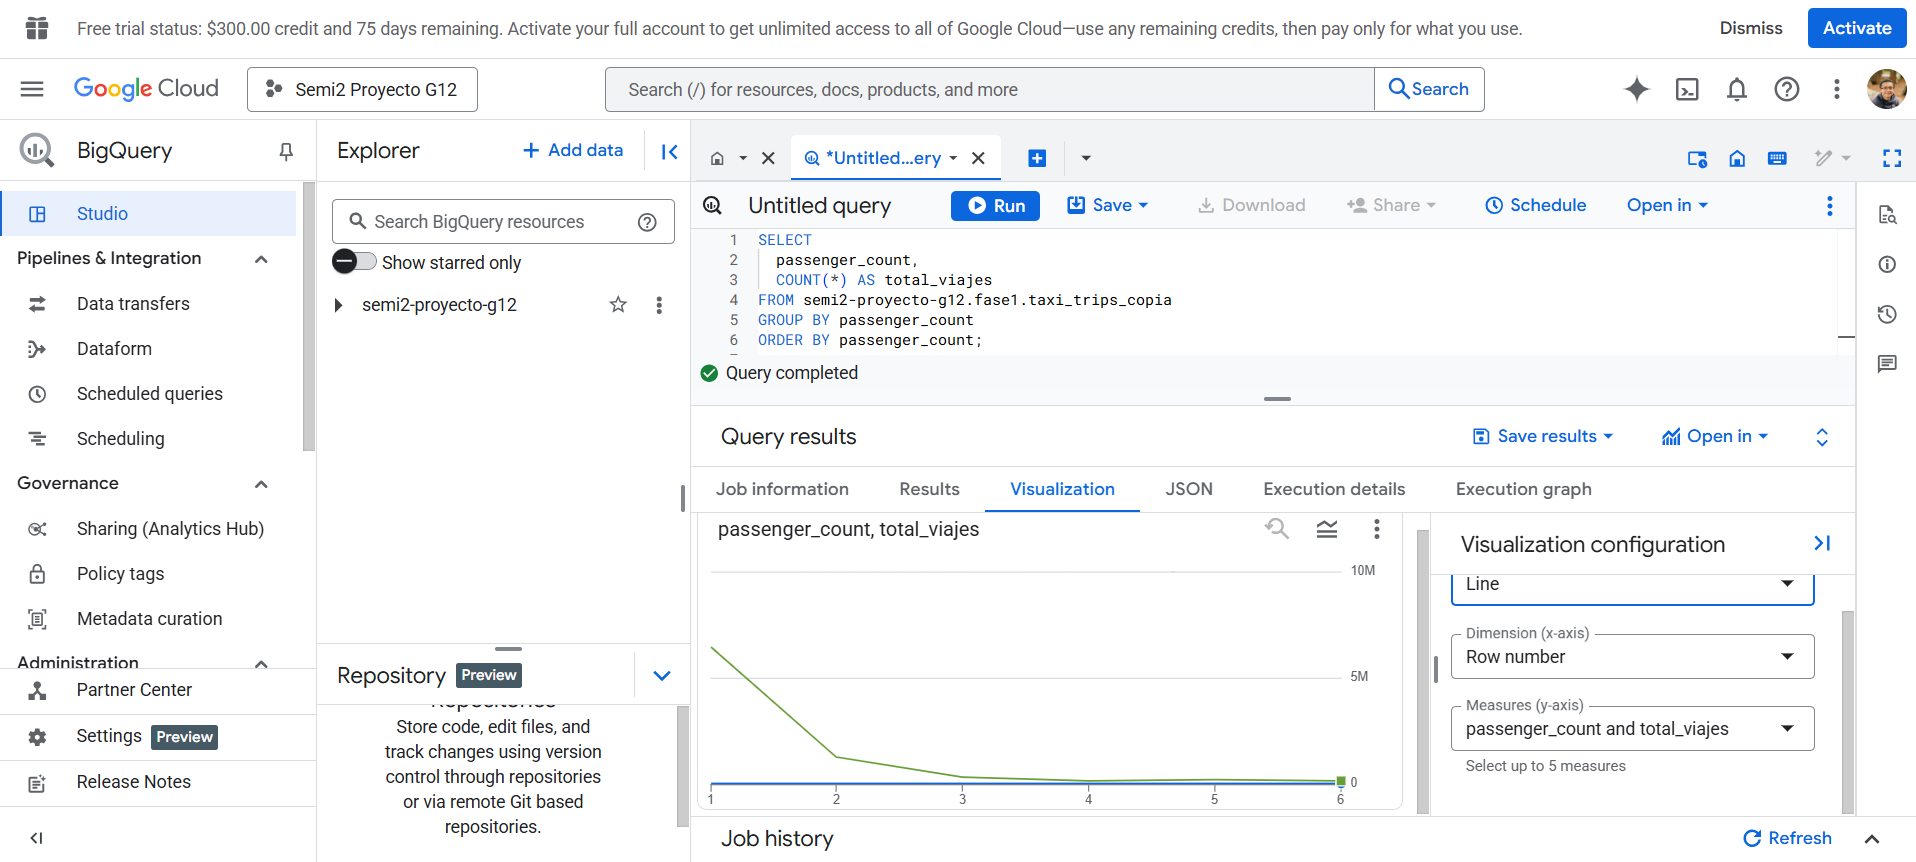 Free trial status: $300.00 credit and 75 days remaining. Activate your full account to get unlimited access to all of Google Cloud—use any remaining credits, then pay only for what you use.
Dismiss
Activate
Google Cloud
Semi2 Proyecto G12
Search (/) for resources, docs, products, and more
Search
BigQuery
Studio
Pipelines & Integration
Data transfers
Dataform
Scheduled queries
Scheduling
Governance
Sharing (Analytics Hub)
Policy tags
Metadata curation
Administration
Partner Center
Settings Preview
Release Notes
Explorer
Add data
Search BigQuery resources
Show starred only
semi2-proyecto-g12
Repository Preview
Repositories
Store code, edit files, and
track changes using version
control through repositories
or via remote Git based
repositories.
*Untitled...ery
Untitled query
Run
Save
Download
Share
Schedule
Open in
1 SELECT
2 passenger_count,
3 COUNT(*) AS total_viajes
4 FROM semi2-proyecto-g12.fase1.taxi_trips_copia
5 GROUP BY passenger_count
6 ORDER BY passenger_count;
Query completed
Query results
Save results
Open in
Job information
Results
Visualization
JSON
Execution details
Execution graph
passenger_count, total_viajes
10M
5M
0
1 2 3 4 5 6
Visualization configuration
Line
Dimension (x-axis)
Row number
Measures (y-axis)
passenger_count and total_viajes
Select up to 5 measures
Job history
Refresh